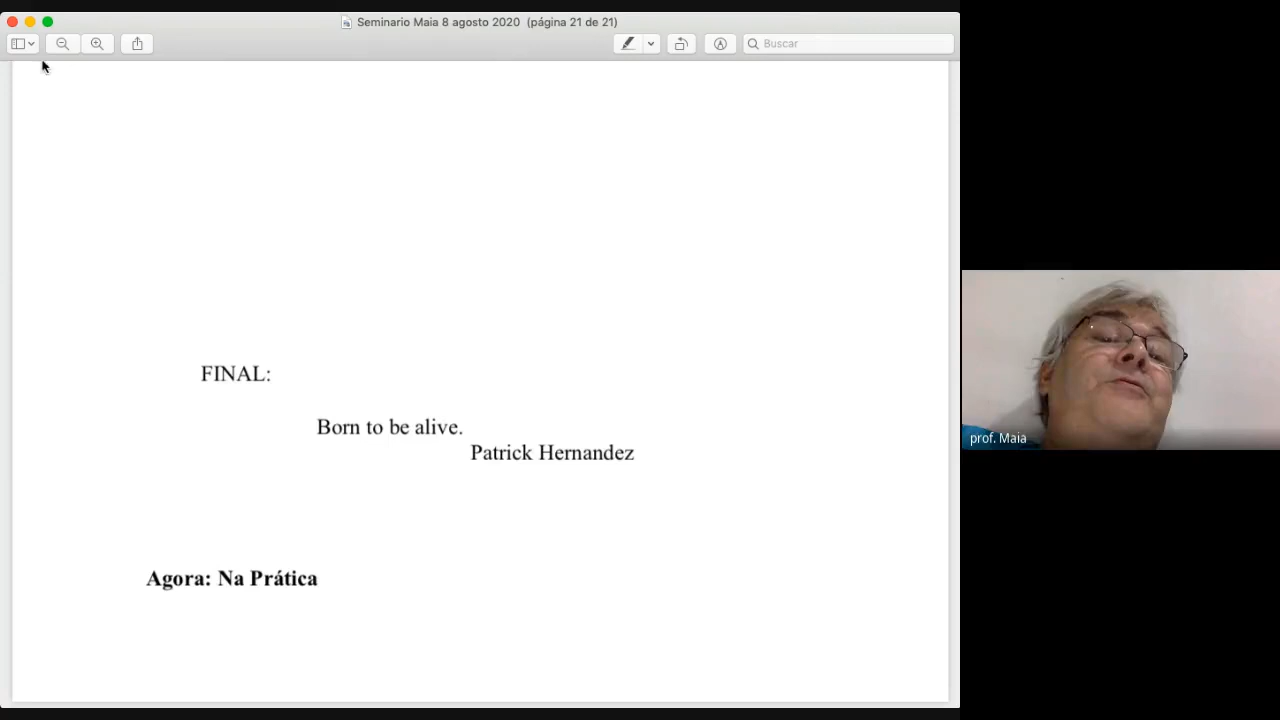 Seminario Maia 8 agosto 2020 (página 21 de 21)
Buscar
FINAL:
Born to be alive.
Patrick Hernandez
prof. Maia
Agora: Na Prática